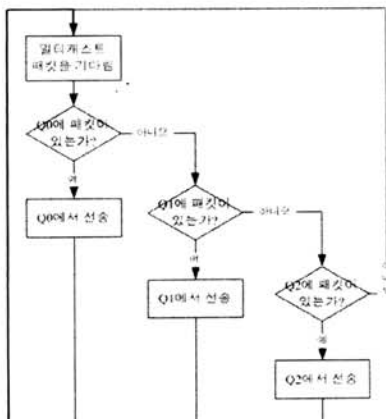 멀티캐스트
패킷을 기다림
Q0에 패킷이
있는가?
아니오
예
Q0에서 전송
Q1에 패킷이
있는가?
아니오
예
Q1에서 전송
Q2에 패킷이
있는가?
예
Q2에서 전송